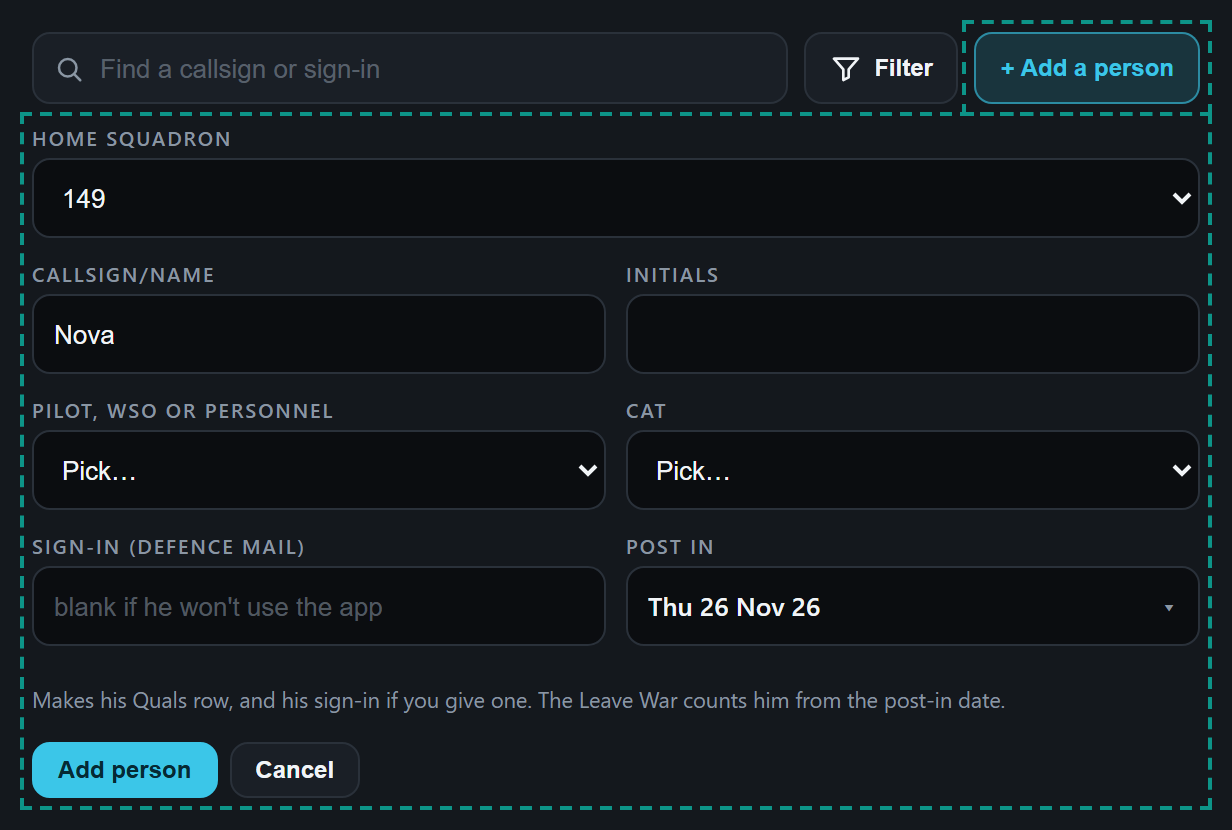 Find a callsign or sign-in
Filter
+ Add a person
HOME SQUADRON
149
CALLSIGN/NAME
INITIALS
Nova
PILOT, WSO OR PERSONNEL
CAT
Pick…
Pick…
SIGN-IN (DEFENCE MAIL)
POST IN
blank if he won't use the app
Thu 26 Nov 26
Makes his Quals row, and his sign-in if you give one. The Leave War counts him from the post-in date.
Add person
Cancel